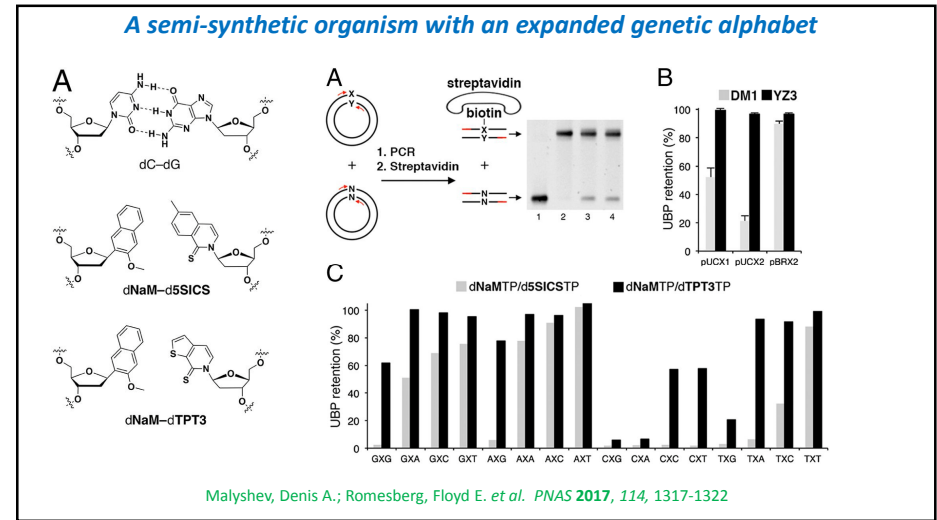 A semi-synthetic organism with an expanded genetic alphabet
A
H
N H O
N H N N
O H N N
H
O
O
O
O
dC–dG
O
O
O
S
N
O
O
dNaM–d5SICS
O
O
O
S
S
N
O
O
dNaM–dTPT3
A
X
Y
+
N
N
1. PCR
2. Streptavidin
streptavidin
biotin
X
Y
+
N
N
1 2 3 4
B
DM1 YZ3
UBP retention (%)
100
80
60
40
20
0
pUCX1 pUCX2 pBRX2
C
dNaMTP/d5SICSTP dNaMTP/dTPT3TP
UBP retention (%)
100
80
60
40
20
0
GXG GXA GXC GXT AXG AXA AXC AXT CXG CXA CXC CXT TXG TXA TXC TXT
Malyshev, Denis A.; Romesberg, Floyd E. et al. PNAS 2017, 114, 1317-1322